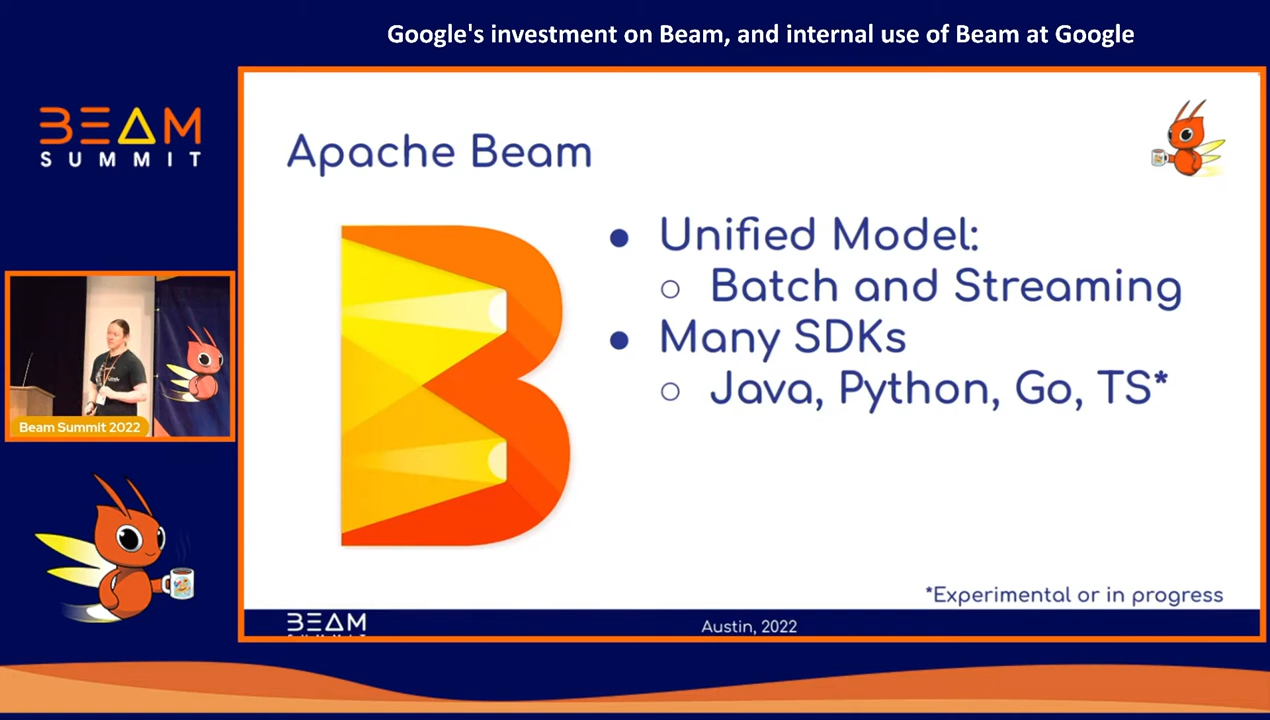 Google's investment on Beam, and internal use of Beam at Google
BEAM
SUMMIT
Apache Beam
Unified Model:
Batch and Streaming
Many SDKs
Java, Python, Go, TS*
Beam Summit 2022
*Experimental or in progress
BEAM
Austin, 2022